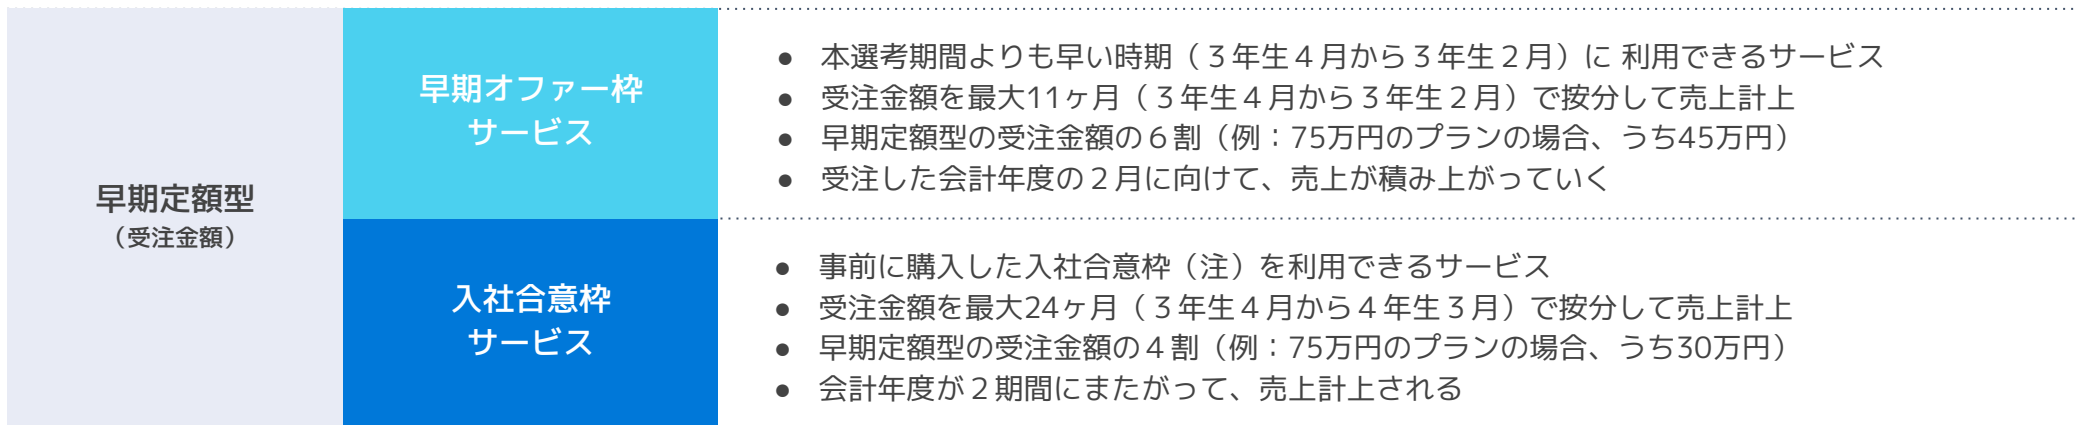 早期定額型
（受注金額）
早期オファー枠
サービス
● 本選考期間よりも早い時期（３年生４月から３年生２月）に 利用できるサービス
● 受注金額を最大11ヶ月（３年生４月から３年生２月）で按分して売上計上
● 早期定額型の受注金額の６割（例：75万円のプランの場合、うち45万円）
● 受注した会計年度の２月に向けて、売上が積み上がっていく
入社合意枠
サービス
● 事前に購入した入社合意枠（注）を利用できるサービス
● 受注金額を最大24ヶ月（３年生４月から４年生３月）で按分して売上計上
● 早期定額型の受注金額の４割（例：75万円のプランの場合、うち30万円）
● 会計年度が２期間にまたがって、売上計上される